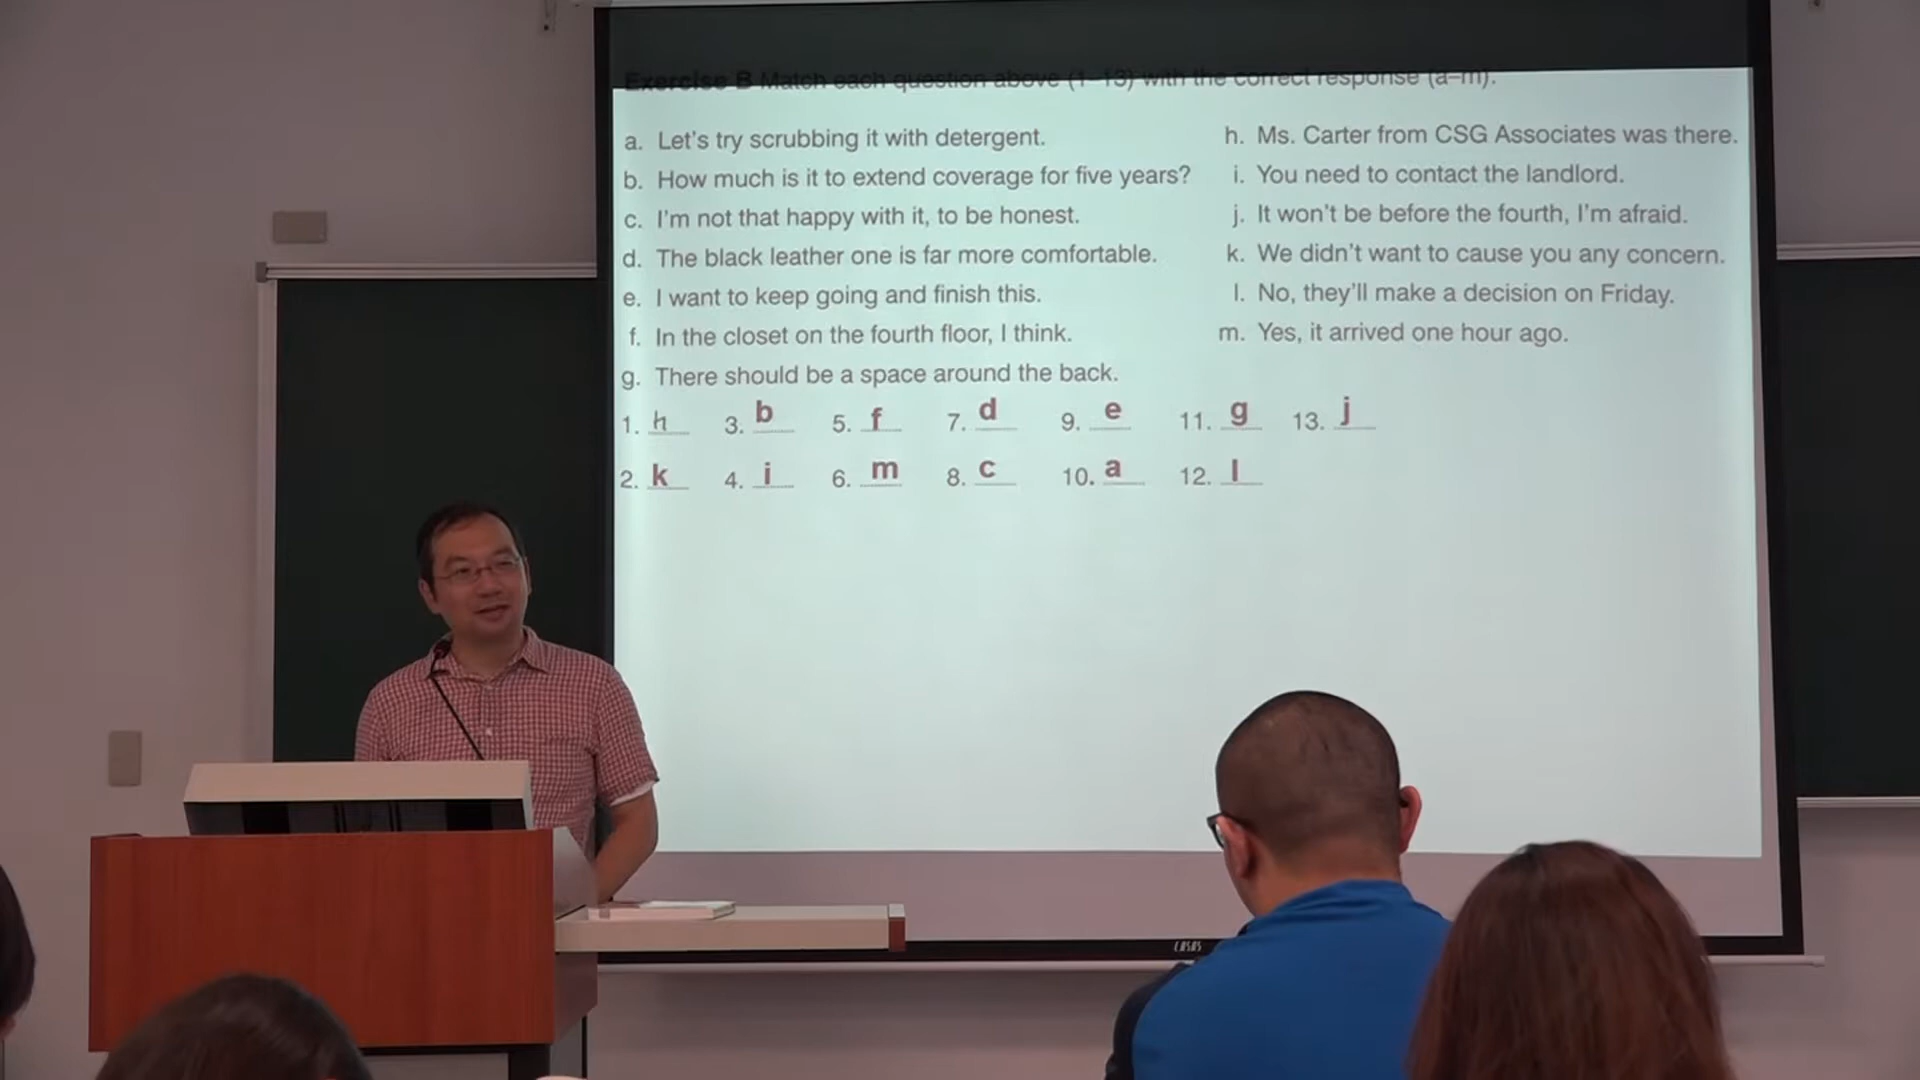 Exercise B Match each question above (1–13) with the correct response (a–m).
a. Let's try scrubbing it with detergent.
b. How much is it to extend coverage for five years?
c. I'm not that happy with it, to be honest.
d. The black leather one is far more comfortable.
e. I want to keep going and finish this.
f. In the closet on the fourth floor, I think.
g. There should be a space around the back.
h. Ms. Carter from CSG Associates was there.
i. You need to contact the landlord.
j. It won't be before the fourth, I'm afraid.
k. We didn't want to cause you any concern.
l. No, they'll make a decision on Friday.
m. Yes, it arrived one hour ago.
1. h 3. b 5. f 7. d 9. e 11. g 13. j
2. k 4. i 6. m 8. c 10. a 12. l